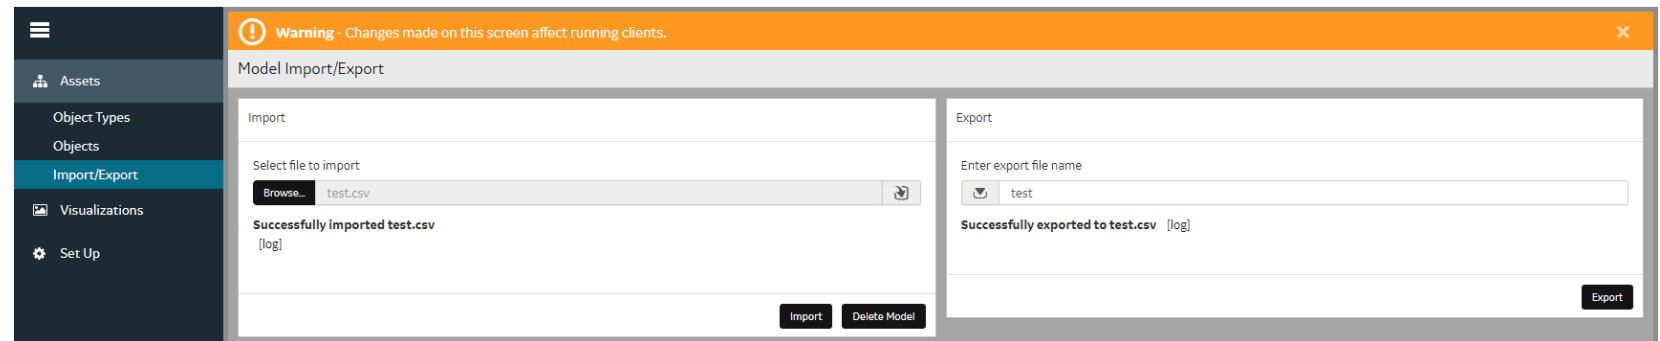 Warning - Changes made on this screen affect running clients.
Assets
Object Types
Objects
Import/Export
Visualizations
Set Up
Model Import/Export
Import
Select file to import
Browse... test.csv
Successfully imported test.csv
[log]
Import Delete Model
Export
Enter export file name
test
Successfully exported to test.csv [log]
Export